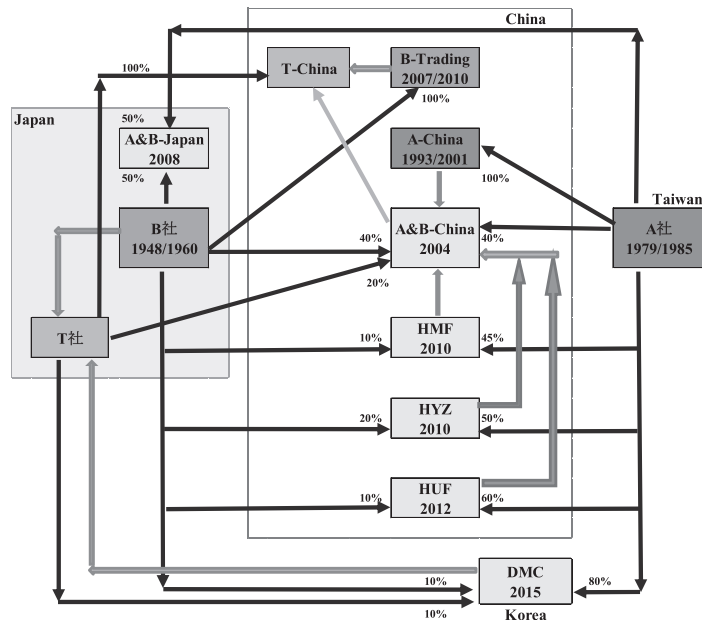 China
T-China
B-Trading
2007/2010
100%
100%
Japan
50%
A&B-Japan
2008
50%
A-China
1993/2001
100%
Taiwan
B社
1948/1960
A&B-China
2004
40%
40%
20%
A社
1979/1985
T社
HMF
2010
10%
45%
HYZ
2010
20%
50%
HUF
2012
10%
60%
DMC
2015
10%
80%
10%
Korea